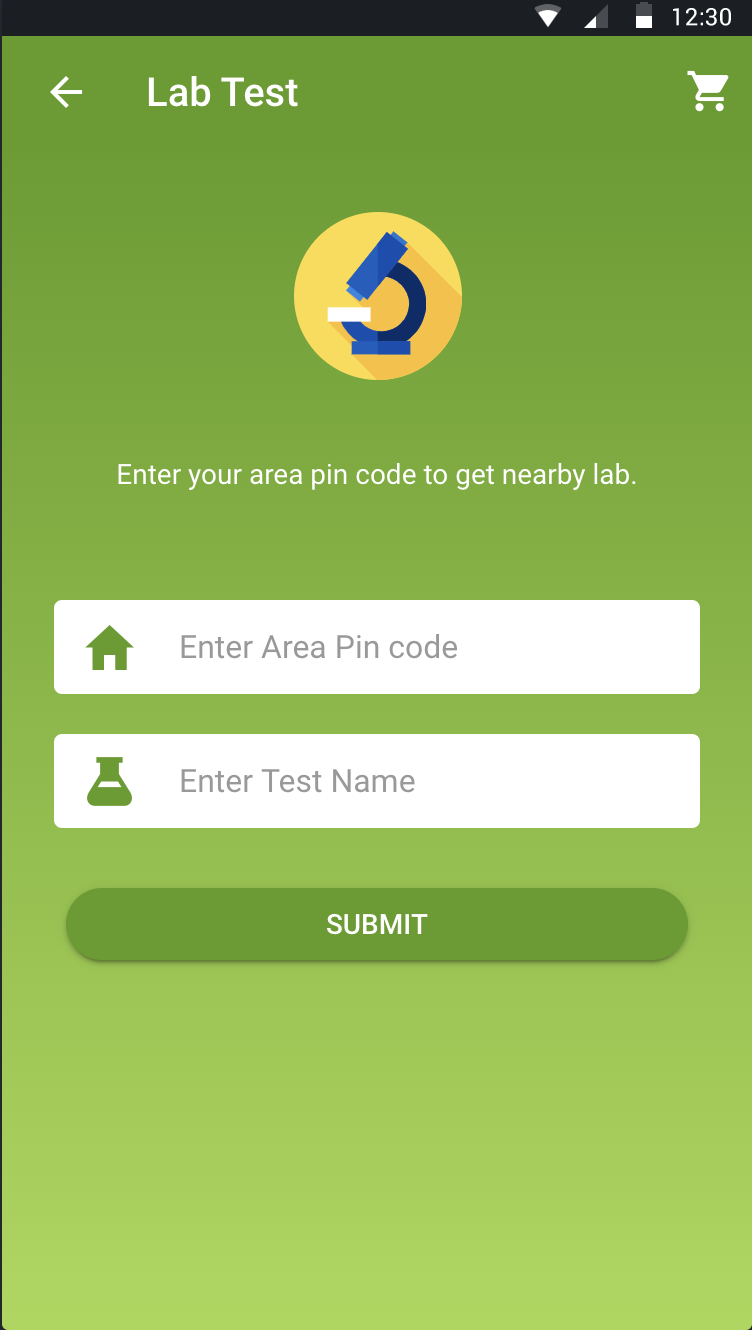 12:30
Lab Test
Enter your area pin code to get nearby lab.
Enter Area Pin code
Enter Test Name
SUBMIT